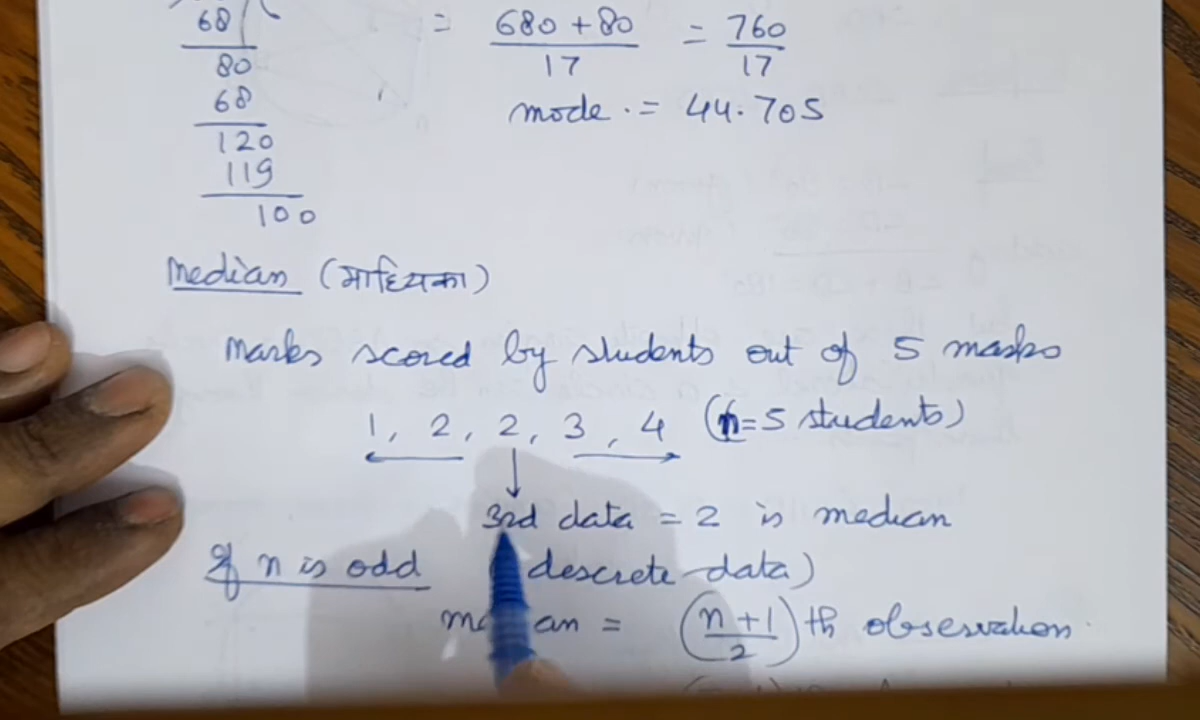 68
80
68
120
119
100
= 680 + 80 / 17 = 760 / 17
mode . = 44.705
Median (माध्यिका)
Marks scored by students out of 5 marks
1, 2, 2, 3, 4 (n=5 students)
3rd data = 2 is median
If n is odd descrete data)
= (n+1 / 2) th observation